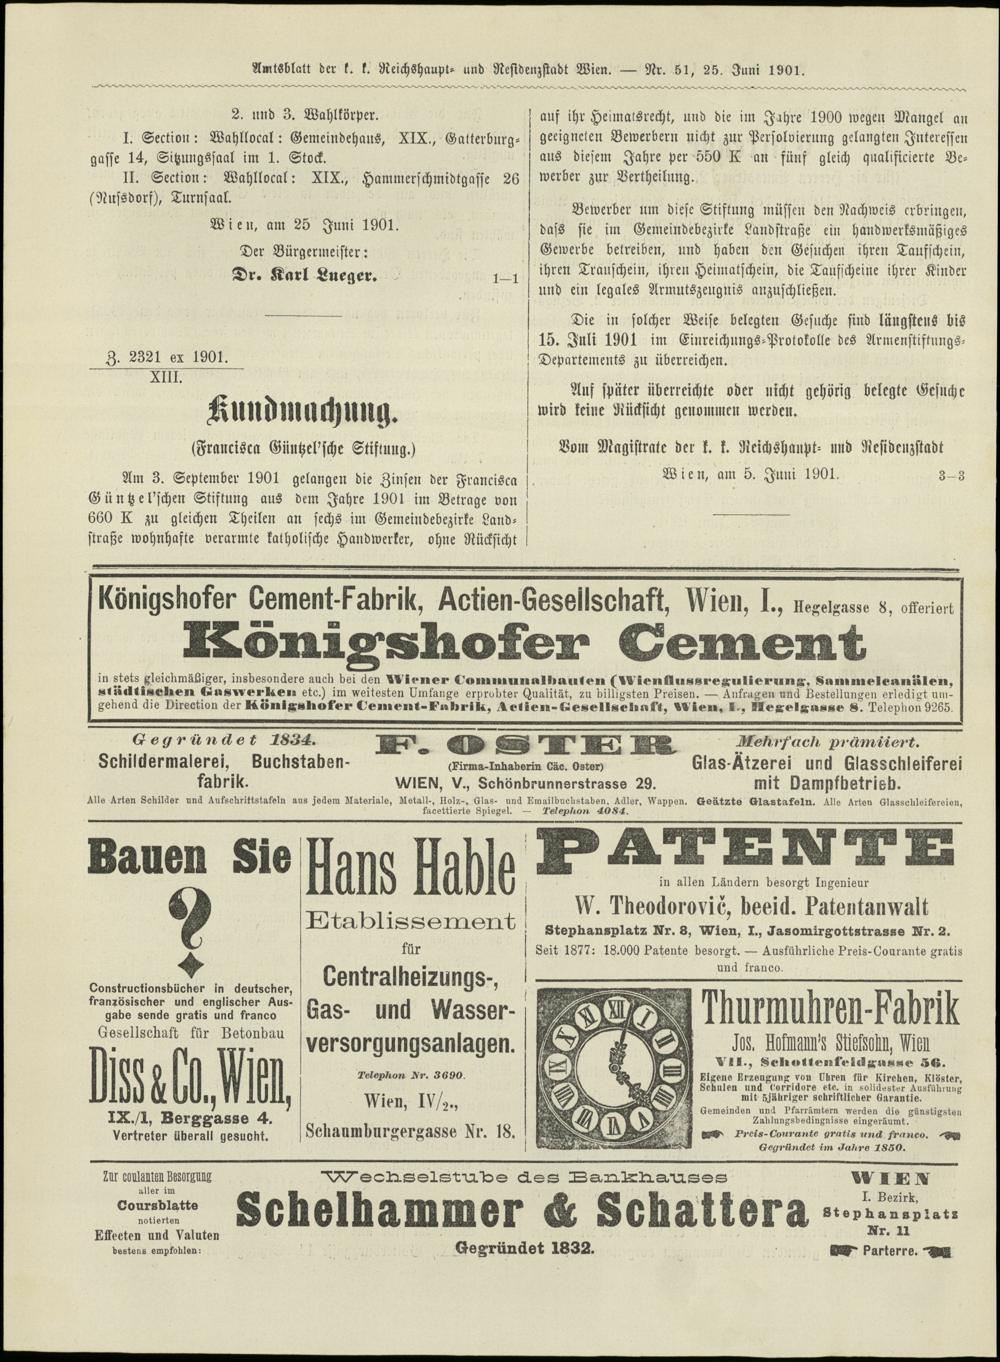 Amtsblatt der k. k. Reichshaupt- und Residenzstadt Wien. — Nr. 51, 25. Juni 1901.
2. und 3. Wahlkörper.
I. Section: Wahllocal: Gemeindehaus, XIX., Gatterburg-
gasse 14, Sitzungssaal im 1. Stock.
II. Section: Wahllocal: XIX., Hammerschmidtgasse 26
(Nussdorf), Turnsaal.
Wien, am 25 Juni 1901.
Der Bürgermeister:
Dr. Karl Lueger.
1—1
Z. 2321 ex 1901.
XIII.
Kundmachung.
(Francisca Güntzel'sche Stiftung.)
Am 3. September 1901 gelangen die Zinsen der Francisca
Güntzel'schen Stiftung aus dem Jahre 1901 im Betrage von
660 K zu gleichen Theilen an sechs im Gemeindebezirke Land-
straße wohnhafte verarmte katholische Handwerker, ohne Rücksicht
auf ihr Heimatsrecht, und die im Jahre 1900 wegen Mangel an
geeigneten Bewerbern nicht zur Persolvierung gelangten Interessen
aus diesem Jahre per 550 K an fünf gleich qualificierte Be-
werber zur Vertheilung.
Bewerber um diese Stiftung müssen den Nachweis erbringen,
dass sie im Gemeindebezirke Landstraße ein handwerksmäßiges
Gewerbe betreiben, und haben den Gesuchen ihren Taufschein,
ihren Trauschein, ihren Heimatschein, die Taufscheine ihrer Kinder
und ein legales Armutszeugnis anzuschließen.
Die in solcher Weise belegten Gesuche sind längstens bis
15. Juli 1901 im Einreichungs-Protokolle des Armenstiftungs-
Departements zu überreichen.
Auf später überreichte oder nicht gehörig belegte Gesuche
wird keine Rücksicht genommen werden.
Vom Magistrate der k. k. Reichshaupt- und Residenzstadt
Wien, am 5. Juni 1901.
3—3
Königshofer Cement-Fabrik, Actien-Gesellschaft, Wien, I., Hegelgasse 8, offeriert
Königshofer Cement
in stets gleichmäßiger, insbesondere auch bei den Wiener Communalbauten (Wienflussregulierung, Sammelcanälen,
städtischen Gaswerken etc.) im weitesten Umfange erprobter Qualität, zu billigsten Preisen. — Anfragen und Bestellungen erledigt um-
gehend die Direction der Königshofer Cement-Fabrik, Actien-Gesellschaft, Wien, I., Hegelgasse 8. Telephon 9265.
Gegründet 1834.
Schildermalerei, Buchstaben-
fabrik.
F. OSTER
(Firma-Inhaberin Cäc. Oster)
WIEN, V., Schönbrunnerstrasse 29.
Mehrfach prämiiert.
Glas-Ätzerei und Glasschleiferei
mit Dampfbetrieb.
Alle Arten Schilder und Aufschriftstafeln aus jedem Materiale, Metall-, Holz-, Glas- und Emailbuchstaben, Adler, Wappen. Geätzte Glastafeln. Alle Arten Glasschleifereien,
facettierte Spiegel. — Telephon 4084.
Bauen Sie
?
Constructionsbücher in deutscher,
französischer und englischer Aus-
gabe sende gratis und franco
Gesellschaft für Betonbau
Diss & Co., Wien,
IX./1, Berggasse 4.
Vertreter überall gesucht.
Hans Hable
Etablissement
für
Centralheizungs-,
Gas- und Wasser-
versorgungsanlagen.
Telephon Nr. 3690.
Wien, IV/2.,
Schaumburgergasse Nr. 18.
PATENTE
in allen Ländern besorgt Ingenieur
W. Theodorovič, beeid. Patentanwalt
Stephansplatz Nr. 8, Wien, I., Jasomirgottstrasse Nr. 2.
Seit 1877: 18.000 Patente besorgt. — Ausführliche Preis-Courante gratis
und franco.
XII I II III IIII V VI VII VIII IX X XI
Thurmuhren-Fabrik
Jos. Hofmann's Stiefsohn, Wien
VII., Schottenfeldgasse 56.
Eigene Erzeugung von Uhren für Kirchen, Klöster,
Schulen und Corridore etc. in solidester Ausführung
mit 5jähriger schriftlicher Garantie.
Gemeinden und Pfarrämtern werden die günstigsten
Zahlungsbedingnisse eingeräumt.
Preis-Courante gratis und franco.
Gegründet im Jahre 1850.
Zur coulanten Besorgung
aller im
Coursblatte
notierten
Effecten und Valuten
bestens empfohlen:
Wechselstube des Bankhauses
Schelhammer & Schattera
Gegründet 1832.
WIEN
I. Bezirk,
Stephansplatz
Nr. 11
Parterre.